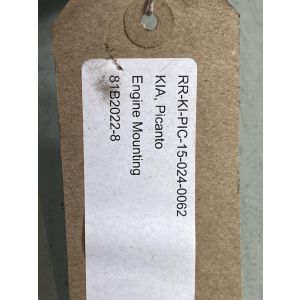 RR-KI-PIC-15-024-0062
KIA, Picanto
Engine Mounting
81B2022-8